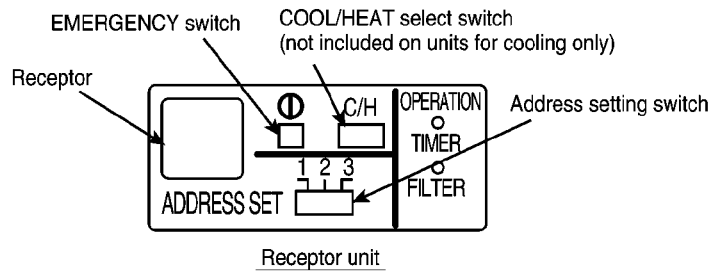 EMERGENCY switch
COOL/HEAT select switch
(not included on units for cooling only)
Receptor
Address setting switch
C/H
OPERATION
TIMER
1 2 3
FILTER
ADDRESS SET
Receptor unit